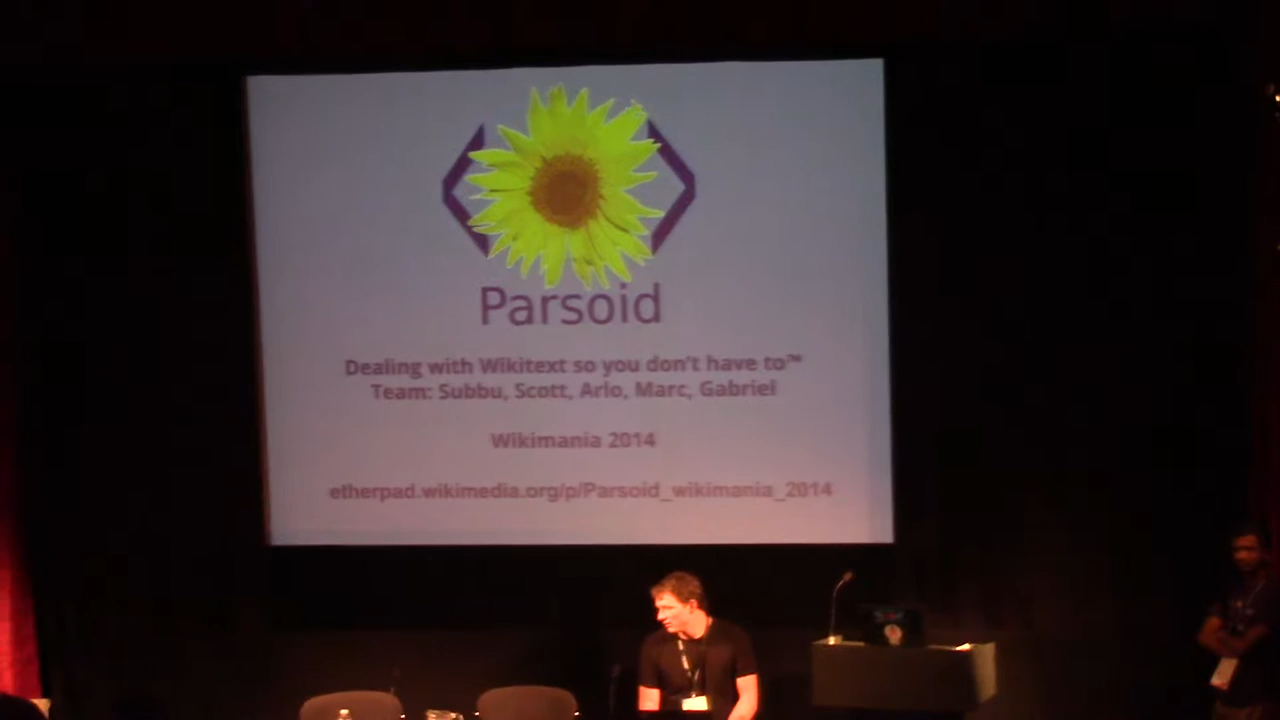 Parsoid
Dealing with Wikitext so you don't have to™
Team: Subbu, Scott, Arlo, Marc, Gabriel
Wikimania 2014
etherpad.wikimedia.org/p/Parsoid_wikimania_2014